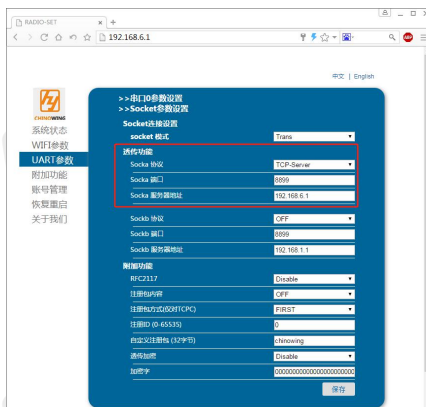 RADIO-SET
192.168.6.1
中文 | English
CHINOWING
系统状态
WIFI参数
UART参数
附加功能
账号管理
恢复重启
关于我们
>>串口0参数设置
>>Socket参数设置
Socket连接设置
socket 模式 Trans
透传功能
Socka 协议 TCP-Server
Socka 端口 8899
Socka 服务器地址 192.168.6.1
Sockb 协议 OFF
Sockb 端口 8899
Sockb 服务器地址 192.168.1.1
附加功能
RFC2117 Disable
注册包内容 OFF
注册包方式(仅对TCPC) FIRST
注册ID (0-65535) 0
自定义注册包 (32字节) chinowing
透传加密 Disable
加密字
保存